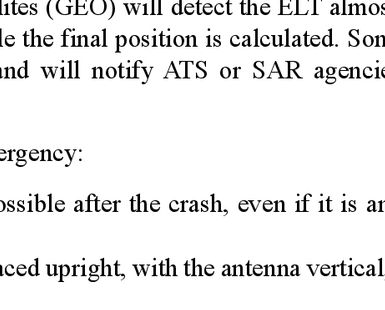 lites (GEO) will detect the ELT almos
le the final position is calculated. Son
and will notify ATS or SAR agencie
ergency:
ossible after the crash, even if it is an
aced upright, with the antenna vertical,